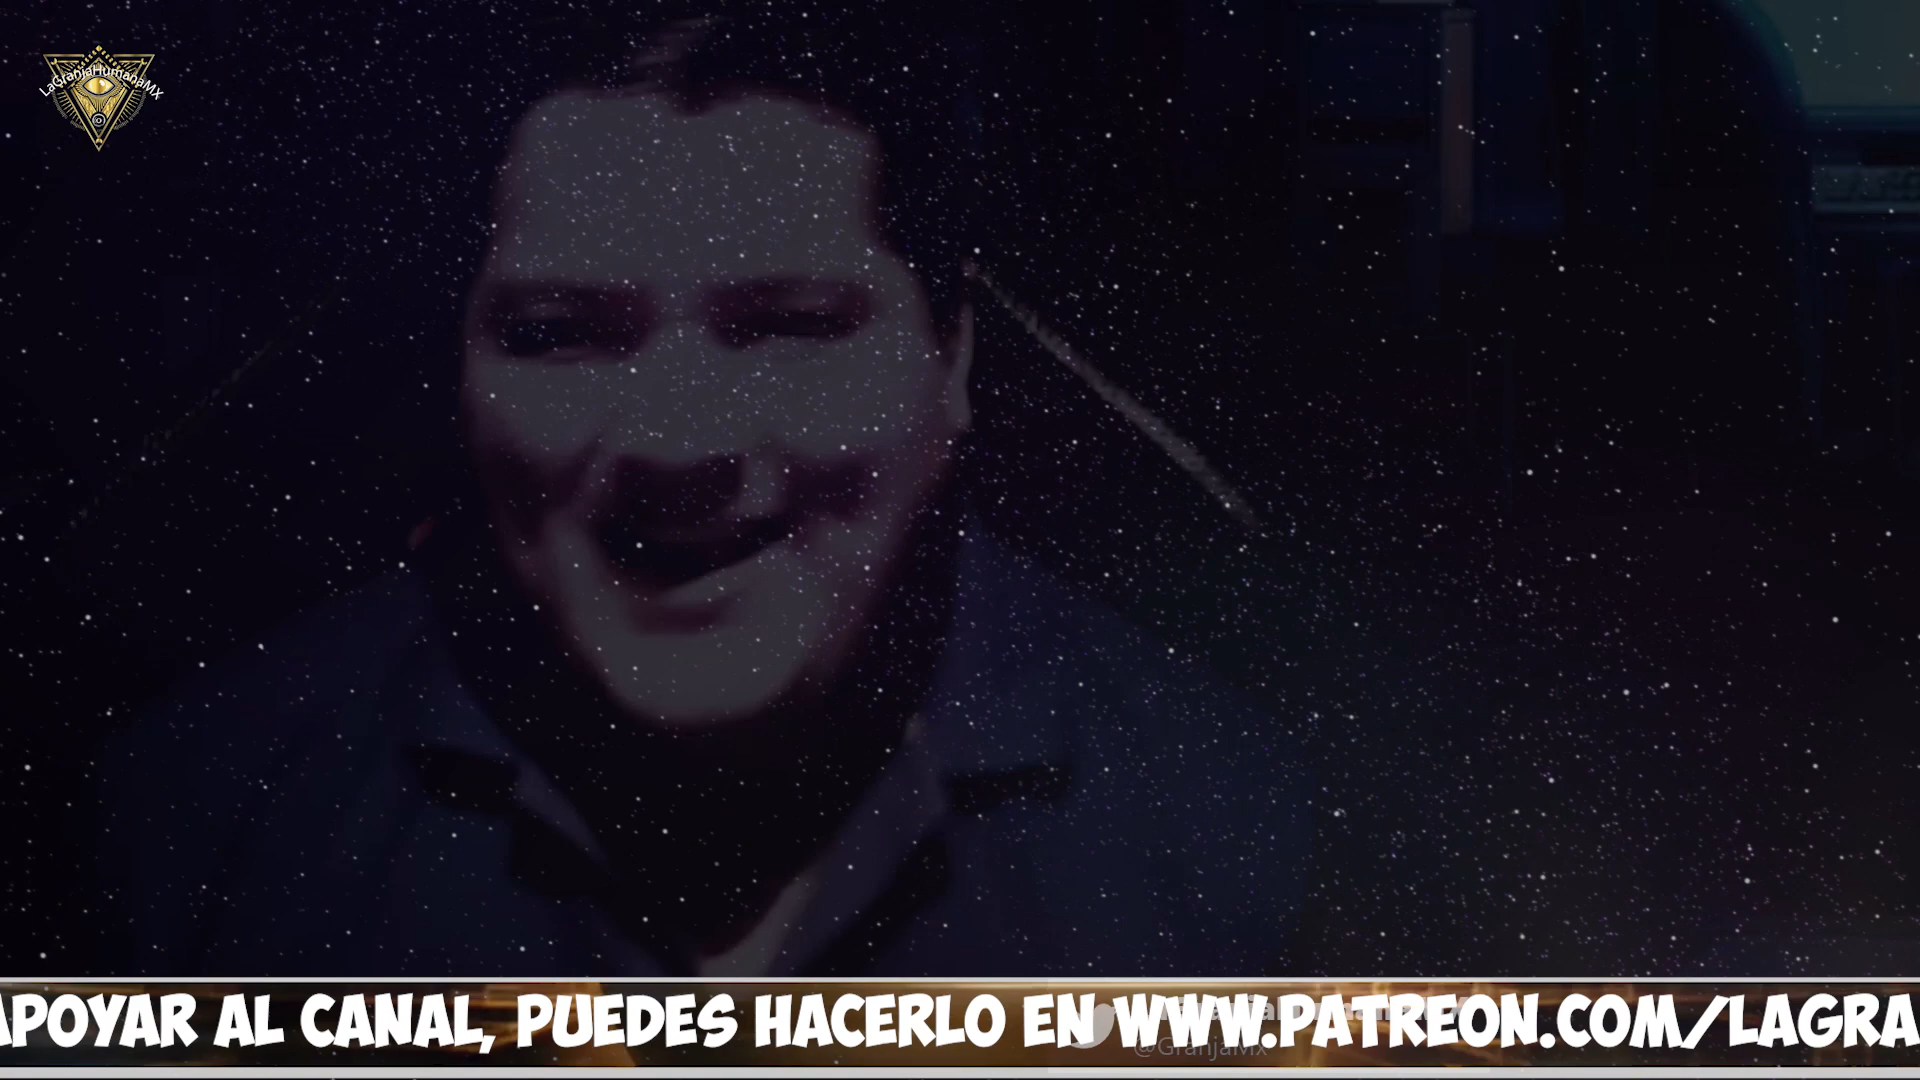 LaGranjaHumanaMX
APOYAR AL CANAL, PUEDES HACERLO EN WWW.PATREON.COM/LAGRA
@GranjaMx